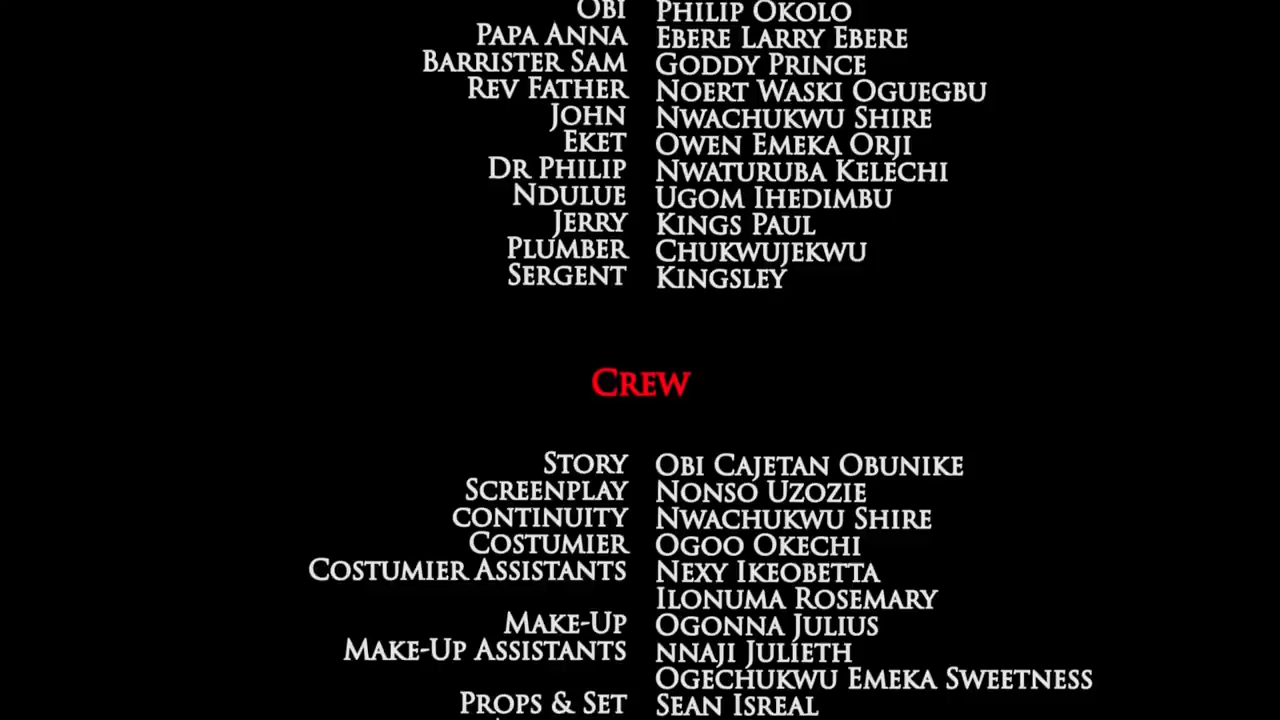 Obi Philip Okolo
Papa Anna Ebere Larry Ebere
Barrister Sam Goddy Prince
Rev Father Noert Waski Oguegbu
John Nwachukwu Shire
Eket Owen Emeka Orji
Dr Philip Nwaturuba Kelechi
Ndulue Ugom Ihedimbu
Jerry Kings Paul
Plumber Chukwujekwu
Sergent Kingsley
Crew
Story Obi Cajetan Obunike
Screenplay Nonso Uzozie
continuity Nwachukwu Shire
Costumier Ogoo Okechi
Costumier Assistants Nexy Ikeobetta
Ilonuma Rosemary
Make-Up Ogonna Julius
Make-Up Assistants nnaji Julieth
Ogechukwu Emeka Sweetness
Props & Set Sean Isreal